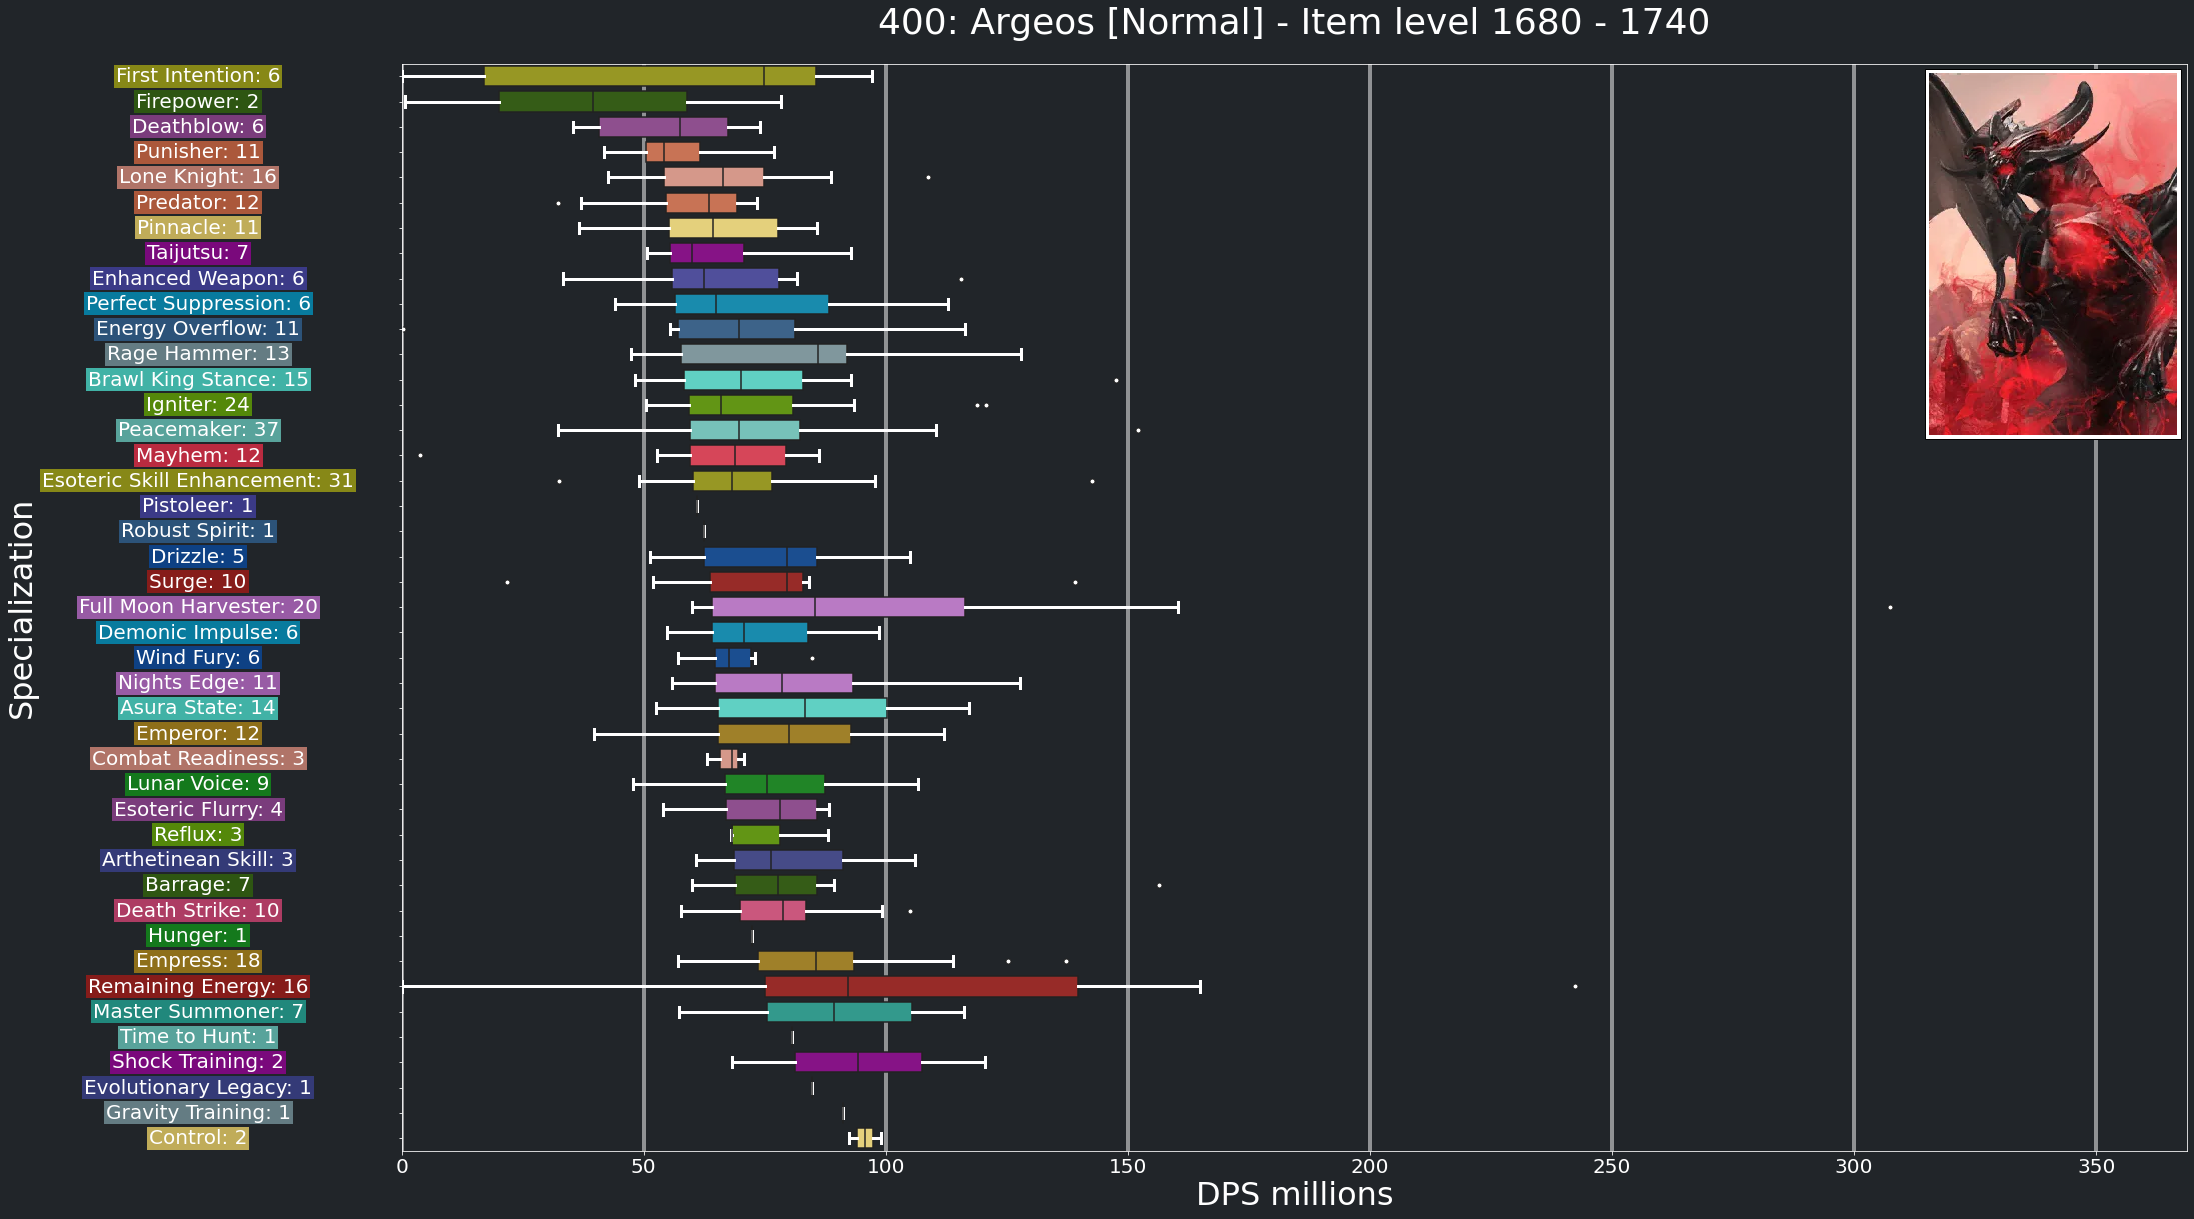 400: Argeos [Normal] - Item level 1680 - 1740
Specialization
First Intention: 6
Firepower: 2
Deathblow: 6
Punisher: 11
Lone Knight: 16
Predator: 12
Pinnacle: 11
Taijutsu: 7
Enhanced Weapon: 6
Perfect Suppression: 6
Energy Overflow: 11
Rage Hammer: 13
Brawl King Stance: 15
Igniter: 24
Peacemaker: 37
Mayhem: 12
Esoteric Skill Enhancement: 31
Pistoleer: 1
Robust Spirit: 1
Drizzle: 5
Surge: 10
Full Moon Harvester: 20
Demonic Impulse: 6
Wind Fury: 6
Nights Edge: 11
Asura State: 14
Emperor: 12
Combat Readiness: 3
Lunar Voice: 9
Esoteric Flurry: 4
Reflux: 3
Arthetinean Skill: 3
Barrage: 7
Death Strike: 10
Hunger: 1
Empress: 18
Remaining Energy: 16
Master Summoner: 7
Time to Hunt: 1
Shock Training: 2
Evolutionary Legacy: 1
Gravity Training: 1
Control: 2
0 50 100 150 200 250 300 350
DPS millions